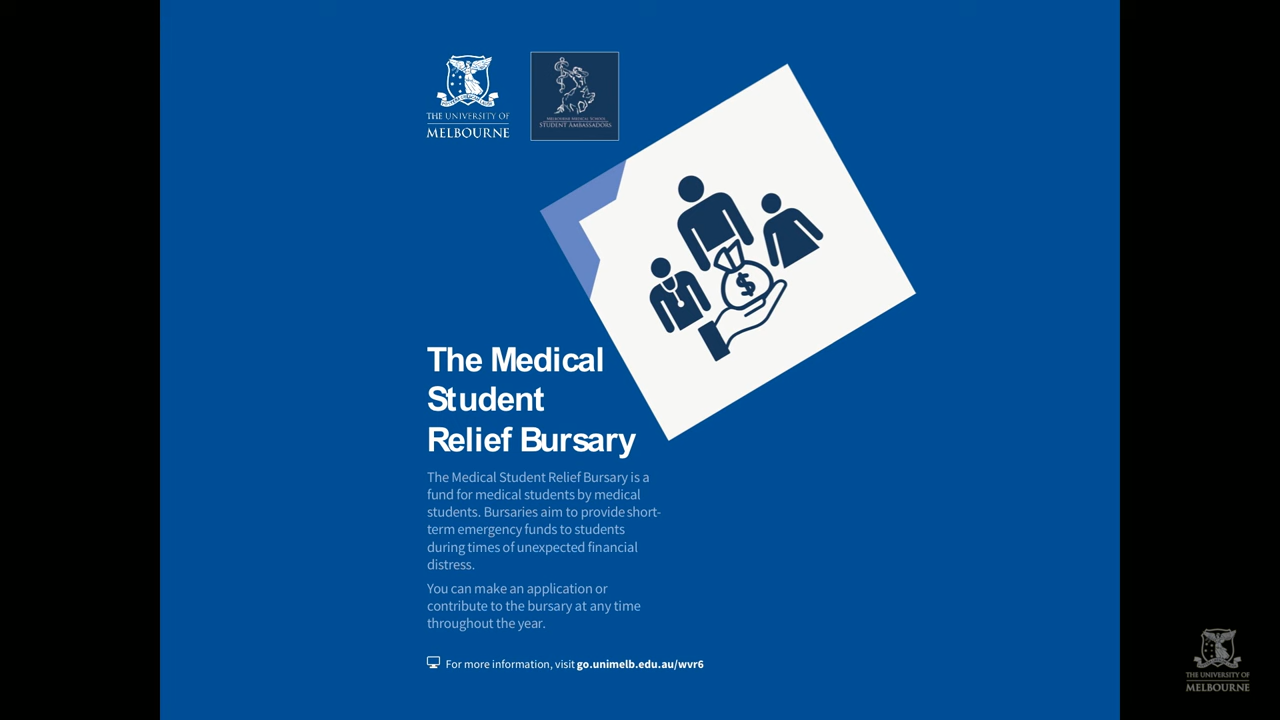 THE UNIVERSITY OF
MELBOURNE
MELBOURNE MEDICAL SCHOOL
STUDENT AMBASSADORS
$
The Medical
Student
Relief Bursary
The Medical Student Relief Bursary is a
fund for medical students by medical
students. Bursaries aim to provide short-
term emergency funds to students
during times of unexpected financial
distress.
You can make an application or
contribute to the bursary at any time
throughout the year.
For more information, visit go.unimelb.edu.au/wvr6
THE UNIVERSITY OF
MELBOURNE